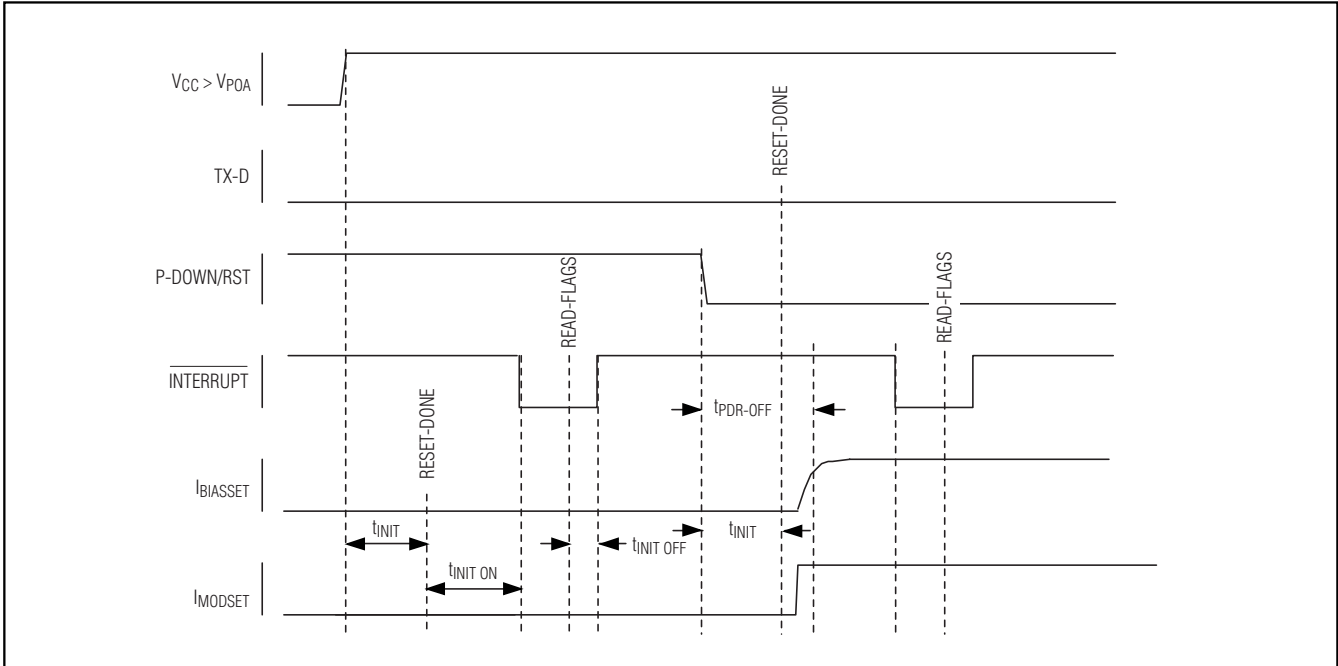 VCC > VPOA
RESET-DONE
TX-D
P-DOWN/RST
READ-FLAGS
READ-FLAGS
INTERRUPT
tPDR-OFF
RESET-DONE
IBIASSET
tINIT
tINIT OFF
tINIT
tINIT ON
IMODSET